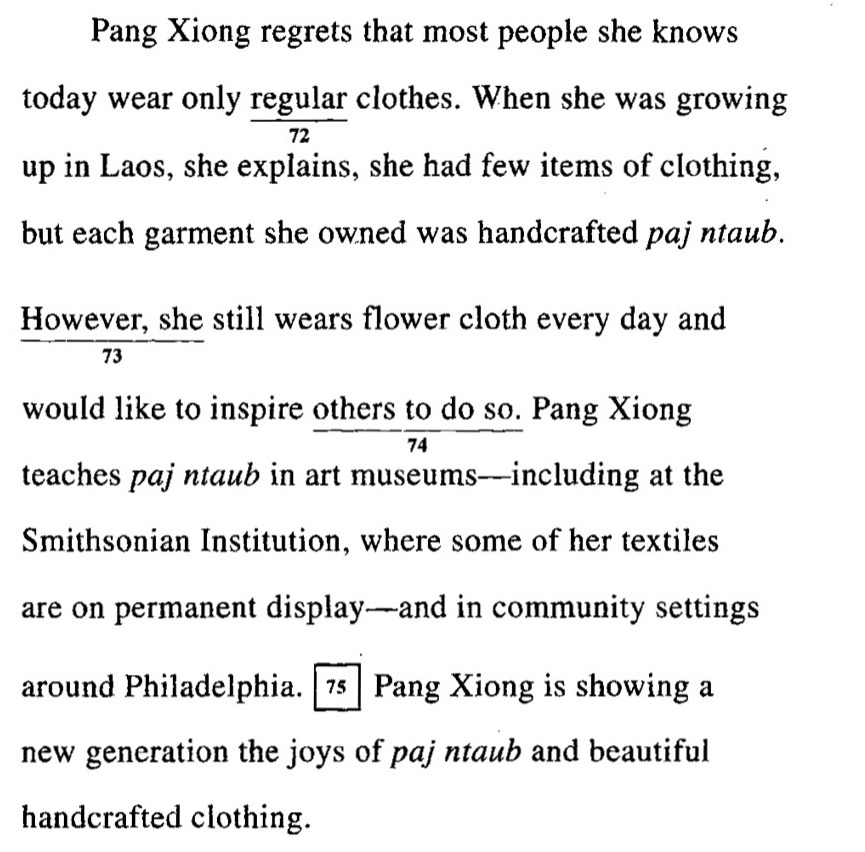 Pang Xiong regrets that most people she knows
today wear only regular clothes. When she was growing
72
up in Laos, she explains, she had few items of clothing,
but each garment she owned was handcrafted paj ntaub.
However, she still wears flower cloth every day and
73
would like to inspire others to do so. Pang Xiong
74
teaches paj ntaub in art museums—including at the
Smithsonian Institution, where some of her textiles
are on permanent display—and in community settings
around Philadelphia. 75 Pang Xiong is showing a
new generation the joys of paj ntaub and beautiful
handcrafted clothing.